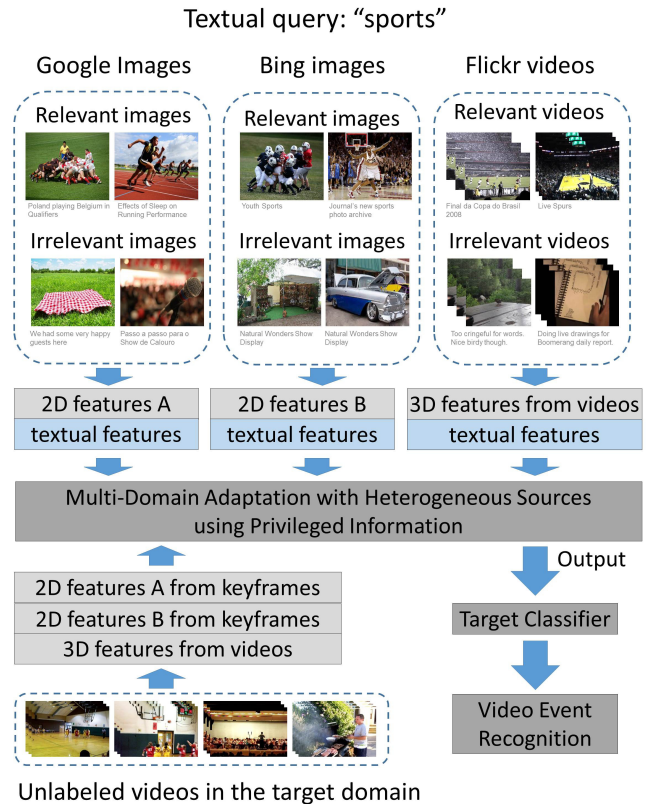 Textual query: “sports”
Google Images
Bing images
Flickr videos
Relevant images
Poland playing Belgium in
Qualifiers
Effects of Sleep on
Running Performance
Irrelevant images
We had some very happy
guests here
Passo a passo para o
Show de Calouro
Relevant images
Youth Sports
Journal's new sports
photo archive
Irrelevant images
Natural Wonders Show
Display
Natural Wonders Show
Display
Relevant videos
Final da Copa do Brasil
2008
Live Spurs
Irrelevant videos
Too cringeful for words.
Nice birdy though.
Doing live drawings for
Boomerang daily report.
2D features A
textual features
2D features B
textual features
3D features from videos
textual features
Multi-Domain Adaptation with Heterogeneous Sources
using Privileged Information
Output
2D features A from keyframes
2D features B from keyframes
3D features from videos
Target Classifier
Video Event
Recognition
Unlabeled videos in the target domain